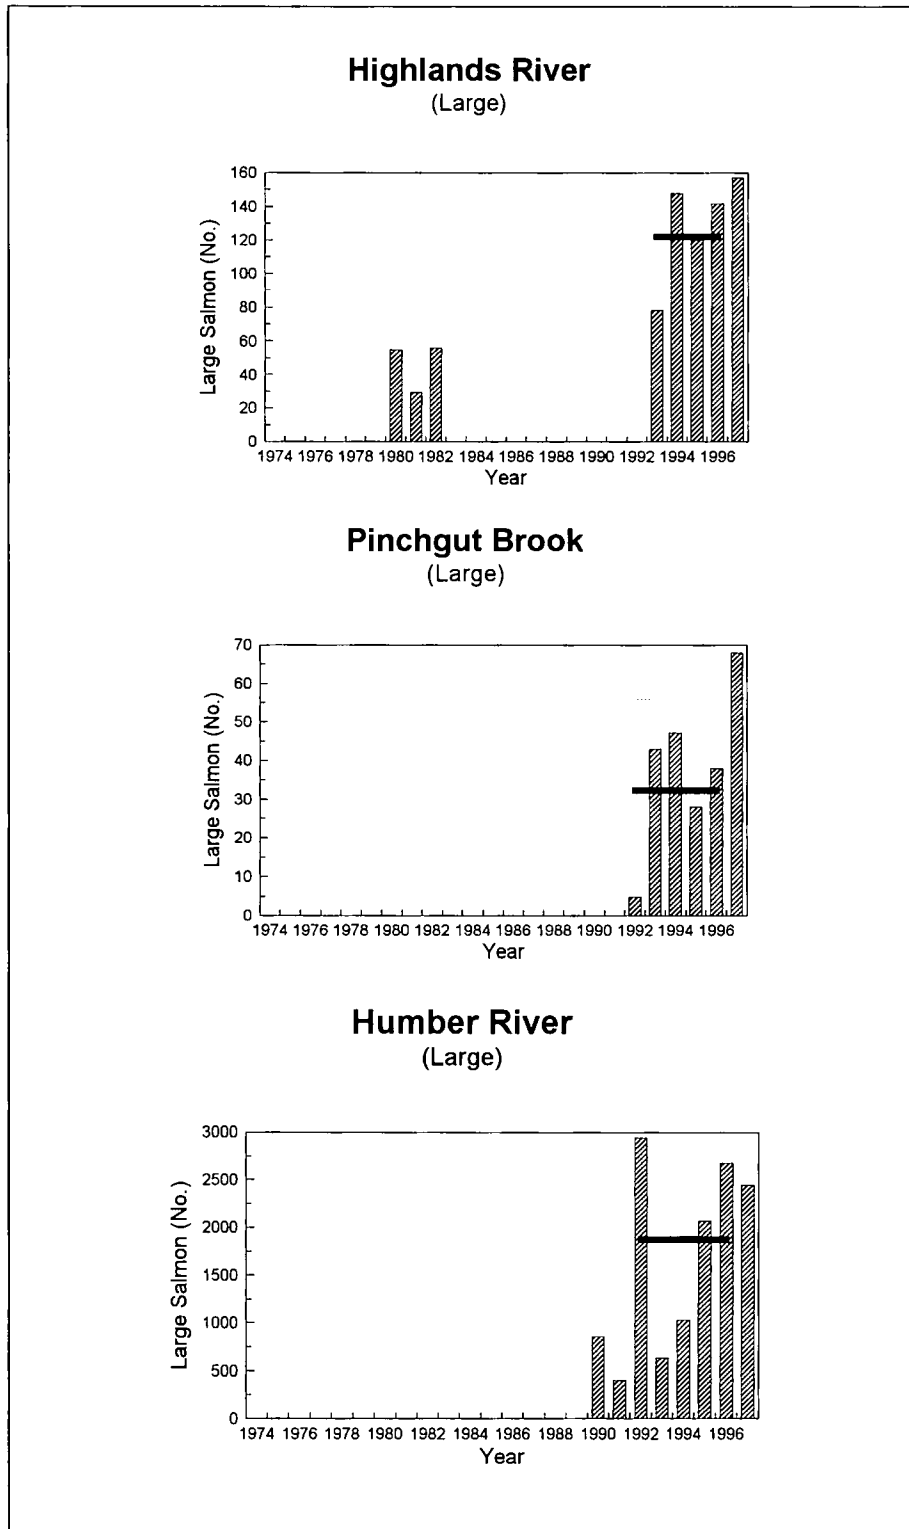 Highlands River
(Large)
160
140
120
100
80
60
40
20
0
Large Salmon (No.)
1974 1976 1978 1980 1982 1984 1986 1988 1990 1992 1994 1996
Year
Pinchgut Brook
(Large)
70
60
50
40
30
20
10
0
Large Salmon (No.)
1974 1976 1978 1980 1982 1984 1986 1988 1990 1992 1994 1996
Year
Humber River
(Large)
3000
2500
2000
1500
1000
500
0
Large Salmon (No.)
1974 1976 1978 1980 1982 1984 1986 1988 1990 1992 1994 1996
Year